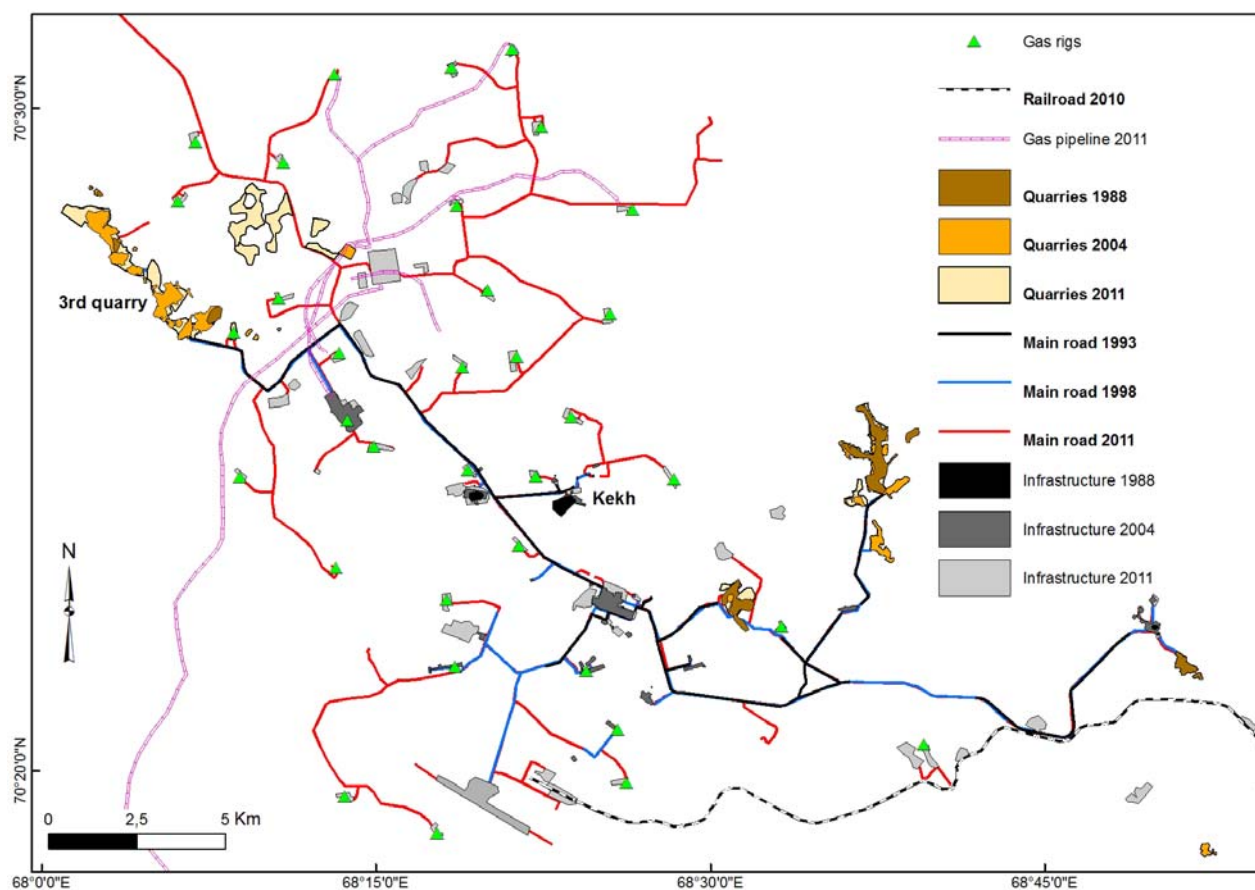 Gas rigs
Railroad 2010
Gas pipeline 2011
Quarries 1988
Quarries 2004
Quarries 2011
Main road 1993
Main road 1998
Main road 2011
Infrastructure 1988
Infrastructure 2004
Infrastructure 2011
70°30'0"N
3rd quarry
Kekh
N
70°20'0"N
0 2,5 5 Km
68°0'0"E 68°15'0"E 68°30'0"E 68°45'0"E